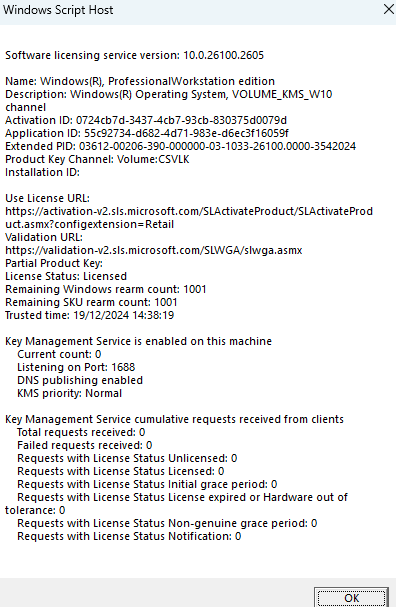 Windows Script Host
Software licensing service version: 10.0.26100.2605
Name: Windows(R), ProfessionalWorkstation edition
Description: Windows(R) Operating System, VOLUME_KMS_W10
channel
Activation ID: 0724cb7d-3437-4cb7-93cb-830375d0079d
Application ID: 55c92734-d682-4d71-983e-d6ec3f16059f
Extended PID: 03612-00206-390-000000-03-1033-26100.0000-3542024
Product Key Channel: Volume:CSVLK
Installation ID:
Use License URL:
https://activation-v2.sls.microsoft.com/SLActivateProduct/SLActivateProd
uct.asmx?configextension=Retail
Validation URL:
https://validation-v2.sls.microsoft.com/SLWGA/slwga.asmx
Partial Product Key:
License Status: Licensed
Remaining Windows rearm count: 1001
Remaining SKU rearm count: 1001
Trusted time: 19/12/2024 14:38:19
Key Management Service is enabled on this machine
Current count: 0
Listening on Port: 1688
DNS publishing enabled
KMS priority: Normal
Key Management Service cumulative requests received from clients
Total requests received: 0
Failed requests received: 0
Requests with License Status Unlicensed: 0
Requests with License Status Licensed: 0
Requests with License Status Initial grace period: 0
Requests with License Status License expired or Hardware out of
tolerance: 0
Requests with License Status Non-genuine grace period: 0
Requests with License Status Notification: 0
OK